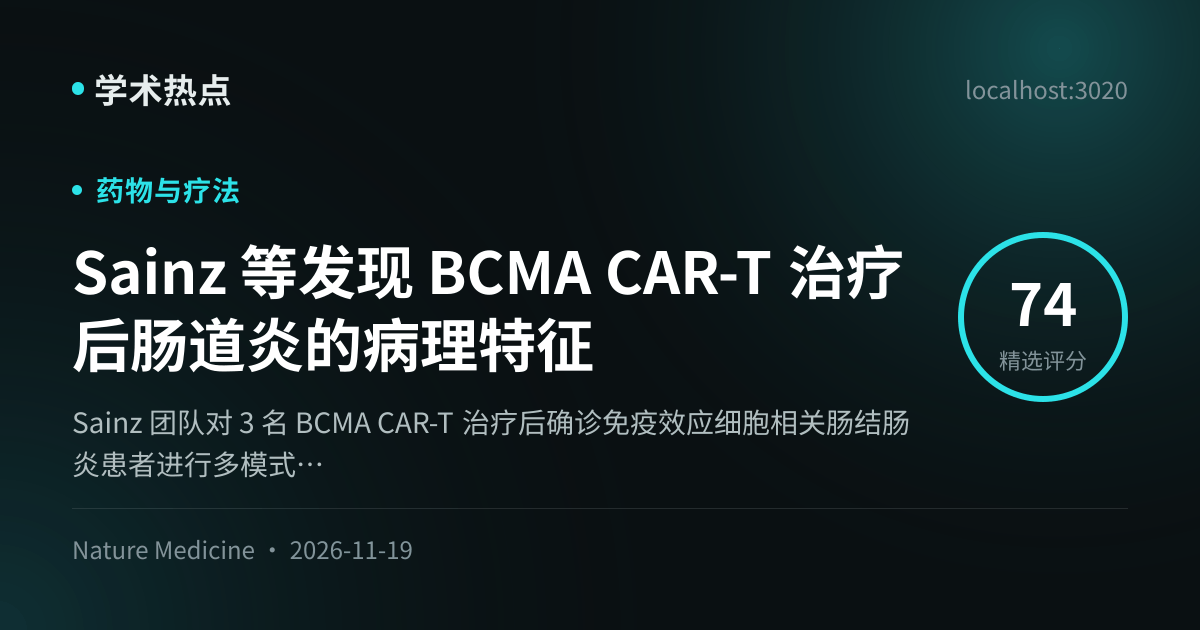 学术热点
localhost:3020
药物与疗法
Sainz 等发现 BCMA CAR-T 治疗
后肠道炎的病理特征
74
精选评分
Sainz 团队对 3 名 BCMA CAR-T 治疗后确诊免疫效应细胞相关肠结肠
炎患者进行多模式…
Nature Medicine · 2026-11-19